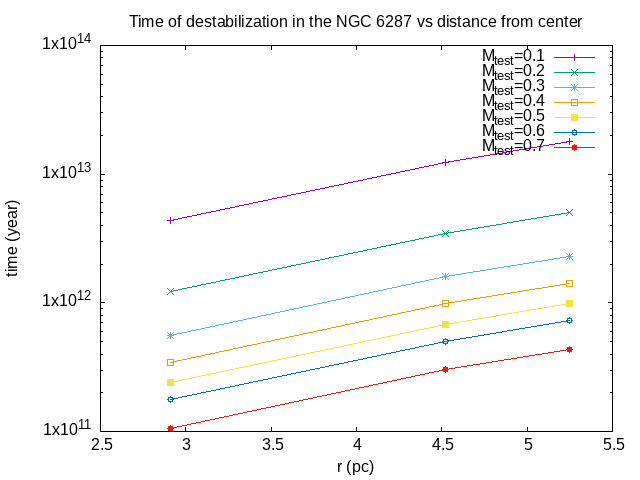 Time of destabilization in the NGC 6287 vs distance from center
1x10^14
1x10^13
1x10^12
1x10^11
time (year)
M_test=0.1
M_test=0.2
M_test=0.3
M_test=0.4
M_test=0.5
M_test=0.6
M_test=0.7
2.5 3 3.5 4 4.5 5 5.5
r (pc)